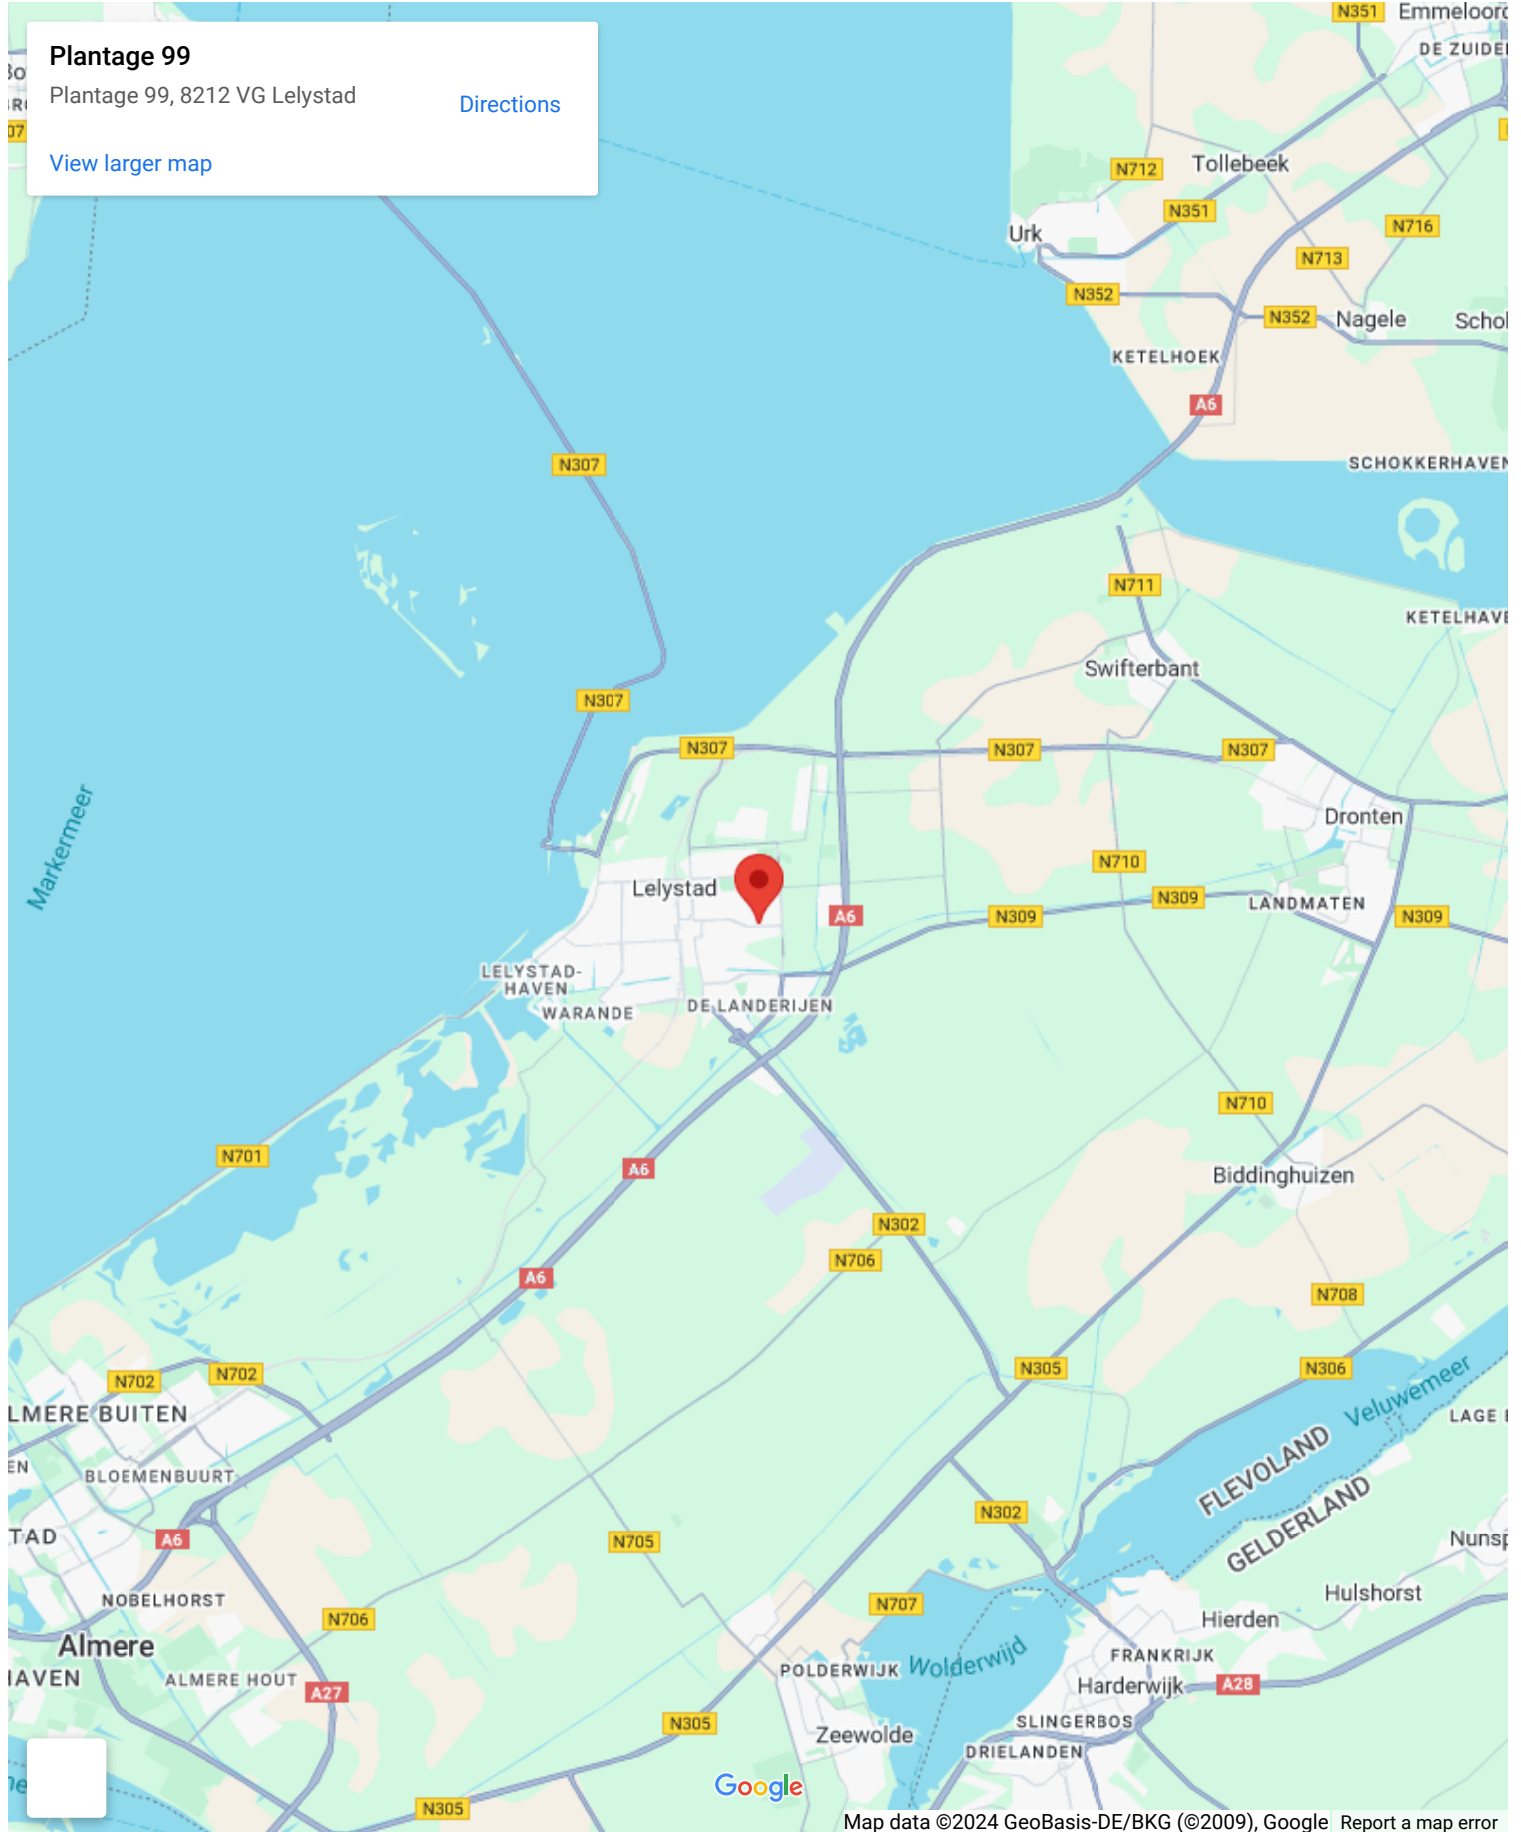 Plantage 99
Plantage 99, 8212 VG Lelystad
Directions
View larger map
N351
Emmeloord
DE ZUIDE
N712
Tollebeek
N351
N716
Urk
N713
N352
N352
Nagele
Schol
KETELHOEK
A6
N307
SCHOKKERHAVEN
N711
KETELHAVE
Swifterbant
N307
N307
N307
N307
Markermeer
Dronten
N710
Lelystad
N309
LANDMATEN
A6
N309
N309
LELYSTAD-
HAVEN
WARANDE
DE LANDERIJEN
N710
N701
A6
Biddinghuizen
N302
N706
A6
N708
N702
N702
N305
N306
Veluwemeer
LMERE BUITEN
LAGE
EN
BLOEMENBUURT
FLEVOLAND
GELDERLAND
N302
TAD
A6
N705
Nunsp
NOBELHORST
N706
N707
Hulshorst
Hierden
Almere
HAVEN
ALMERE HOUT
A27
POLDERWIJK
Wolderwijd
FRANKRIJK
Harderwijk
A28
N305
Zeewolde
SLINGERBOS
DRIELANDEN
Google
N305
Map data ©2024 GeoBasis-DE/BKG (©2009), Google
Report a map error